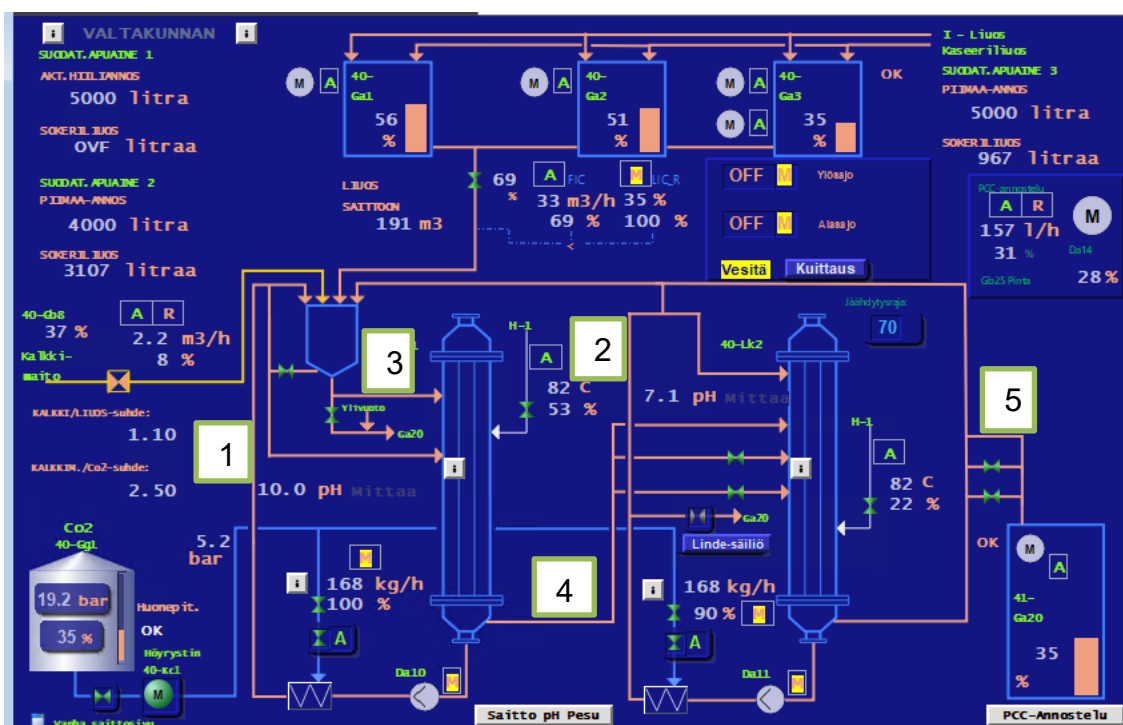 i VALTAKUNNAN i
SUODAT.APUAINE 1
AKT.HIILIANNOS
5000 litra
SOKERILIUOS
OVF litraa
SUODAT.APUAINE 2
PIIMAA-ANNOS
4000 litra
SOKERILIUOS
3107 litraa
40-Gb8
37 %
A R
2.2 m3/h
8 %
Kalkki-
maito
KALKKI/LIUOS-suhde:
1.10
KALKKIM./Co2-suhde:
2.50
1
10.0 pH Mittaa
Co2
40-Gg1
5.2
bar
19.2 bar
35 %
Huonepit.
OK
Höyrystin
40-Kc1
M
Vanha saittosivu
M A
40-
Ga1
56
%
M A
40-
Ga2
51
%
M A
M A
40-
Ga3
35
%
OK
I - Liuos
Kaseeriliuos
SUODAT.APUAINE 3
PIIMAA-ANNOS
5000 litra
SOKERILIUOS
967 litraa
LIUOS
SAITTOON
191 m3
69
%
A FIC
33 m3/h
69 %
M LIC_R
35 %
100 %
<
OFF M Ylösajo
OFF M Alasajo
Vesitä Kuittaus
PCC-annostelu
A R
M
157 l/h
31 %
Da14
Gb25 Pinta 28%
Jäähdytysraja:
70
3
Ylivuoto
Ga20
H-1
A
82 C
53 %
2
40-Lk2
7.1 pH Mittaa
H-1
A
82 C
22 %
5
i
i
Ga20
Linde-säiliö
4
M
i
168 kg/h
100 %
A
Da10
M
i
168 kg/h
90 % M
A
Da11
M
OK
M A
41-
Ga20
35
%
Saitto pH Pesu
PCC-Annostelu